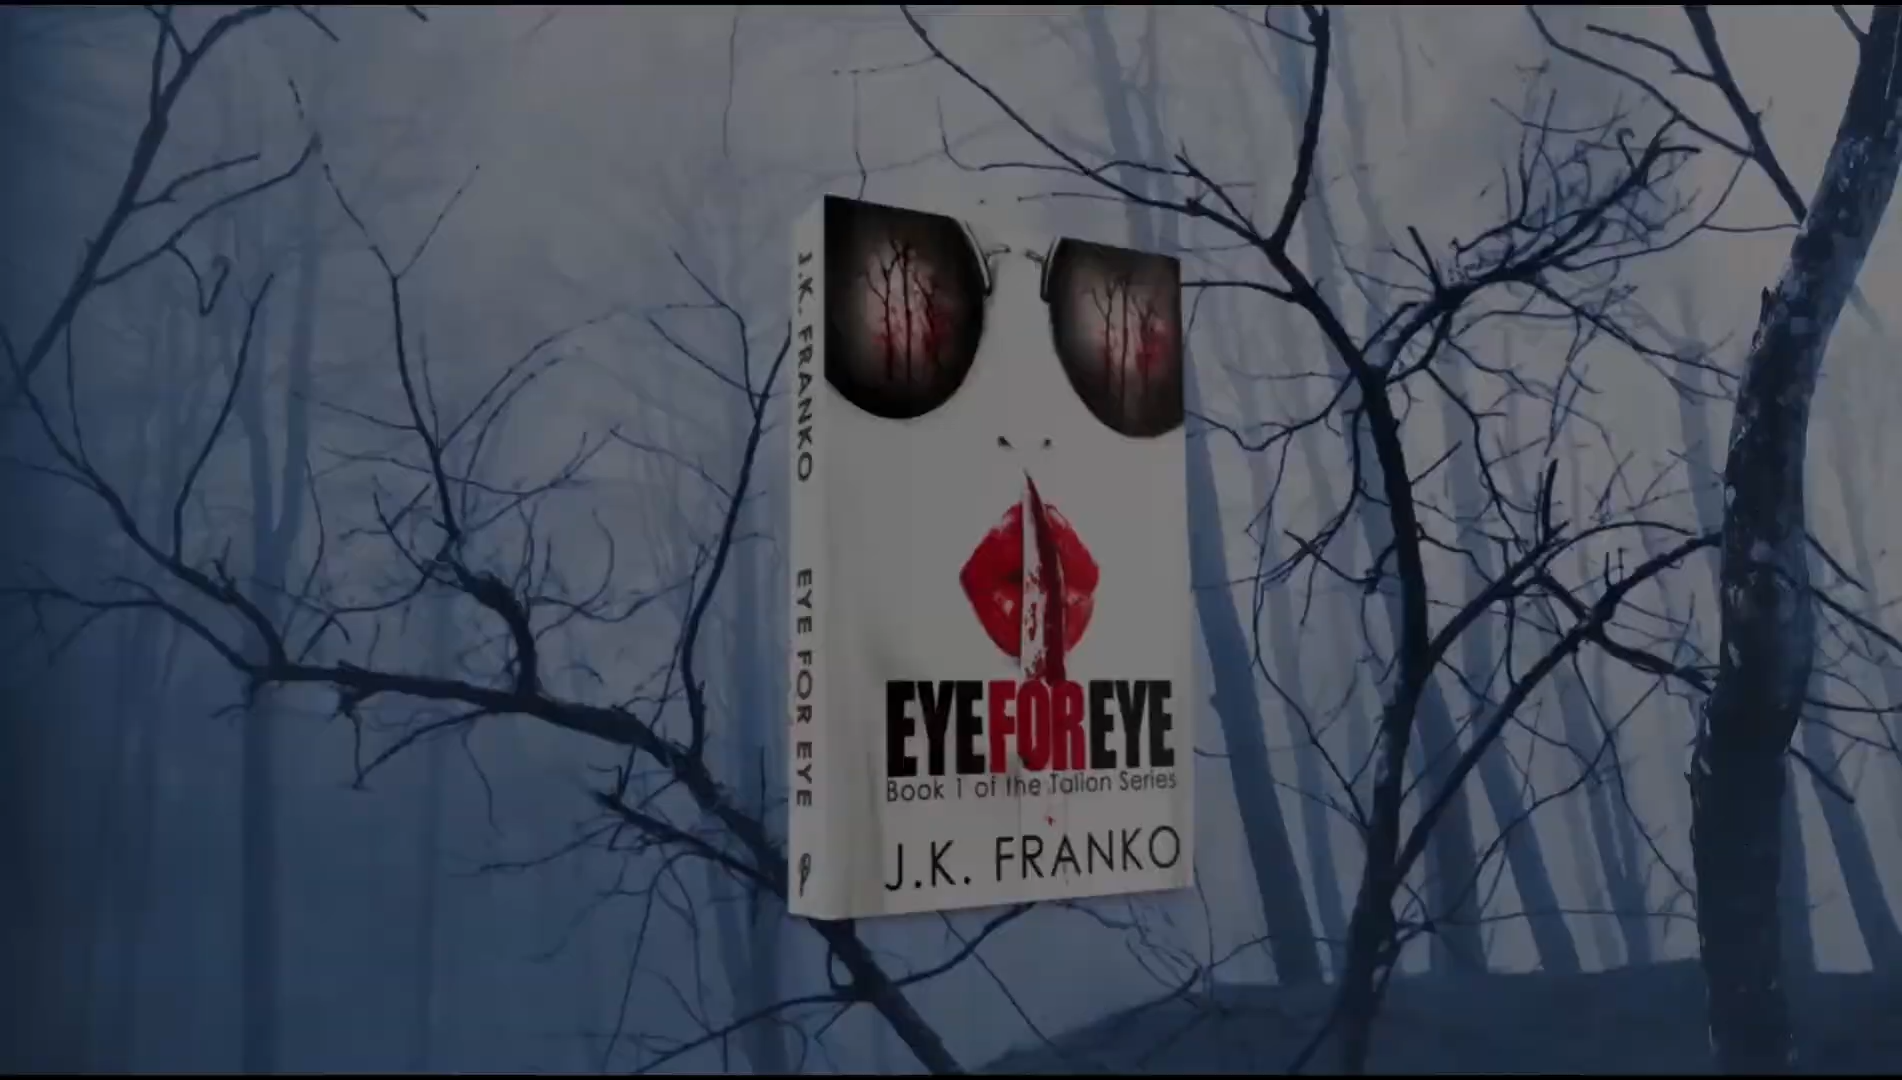 J.K. FRANKO
EYE FOR EYE
EYEFOREYE
Book 1 of the Talion Series
J.K. FRANKO